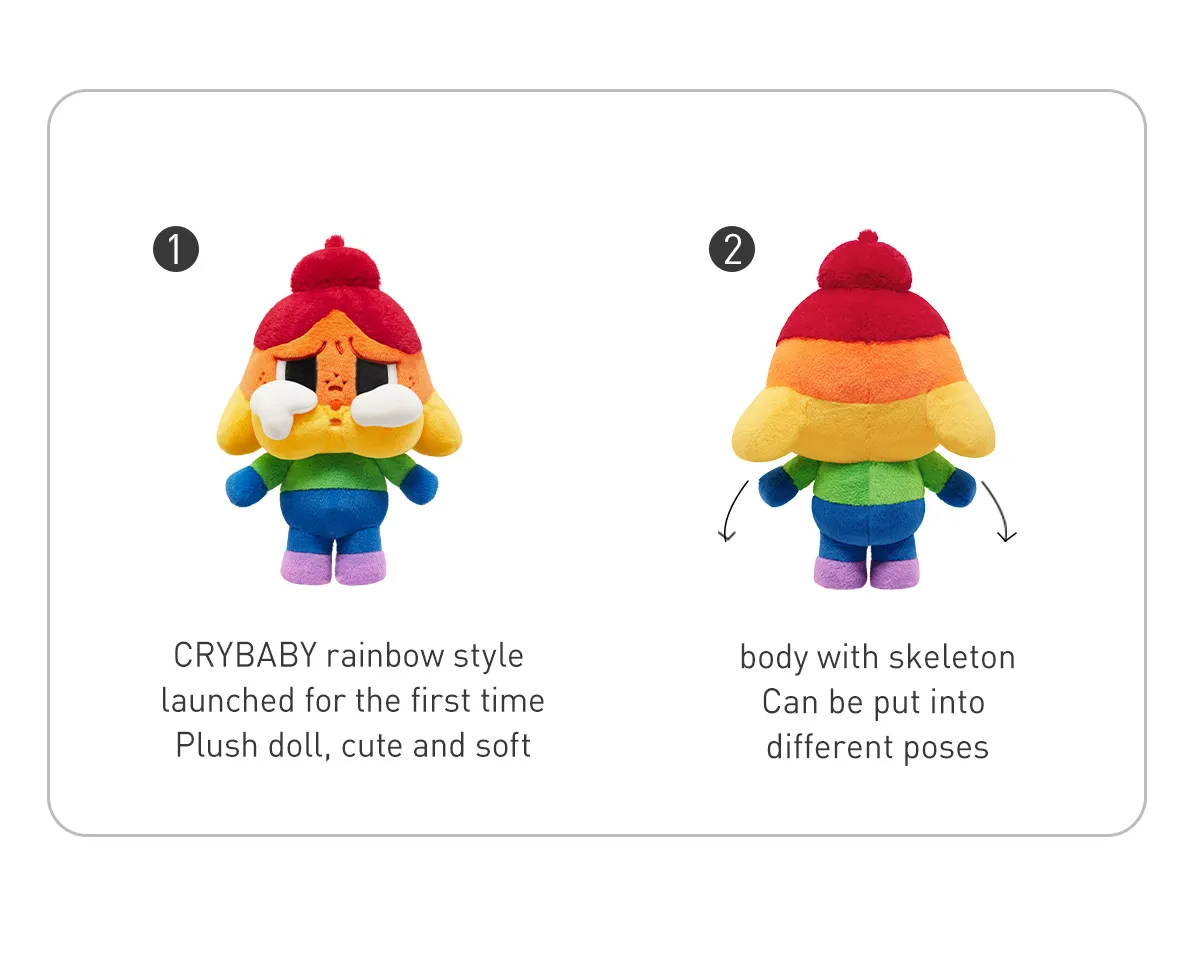 1
CRYBABY rainbow style
launched for the first time
Plush doll, cute and soft
2
body with skeleton
Can be put into
different poses